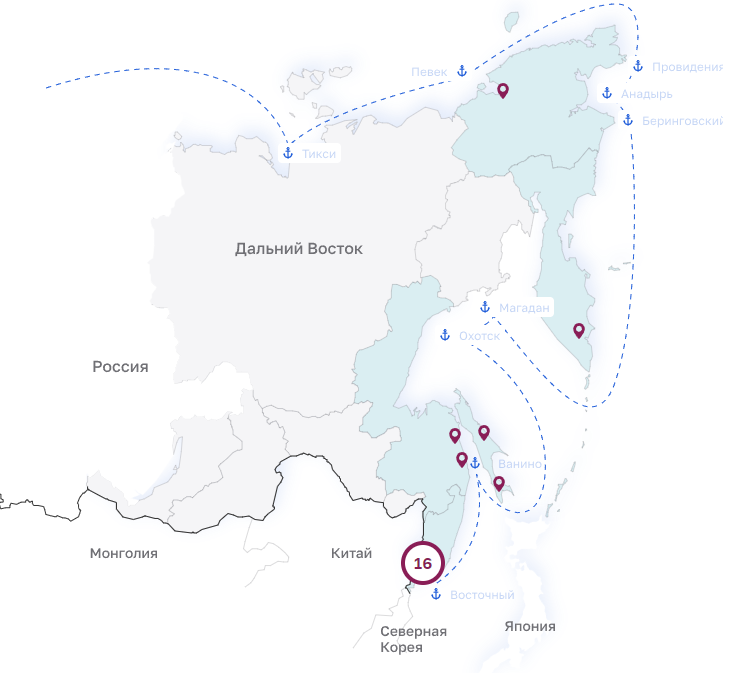 Певек
Провидения
Анадырь
Беринговский
Тикси
Дальний Восток
Магадан
Охотск
Россия
Ванино
Монголия
Китай
16
Восточный
Северная
Корея
Япония